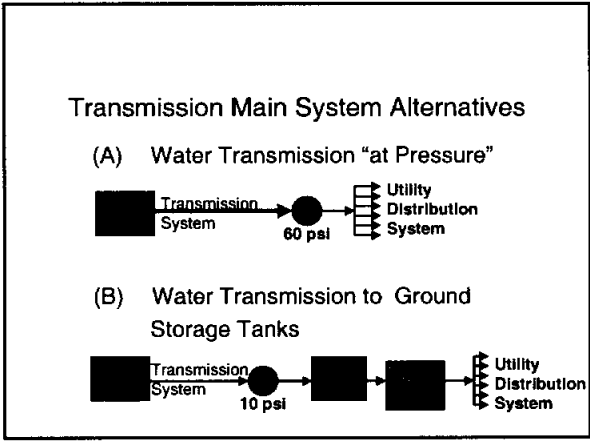 Transmission Main System Alternatives
(A) Water Transmission "at Pressure"
Transmission
System
60 psi
Utility
Distribution
System
(B) Water Transmission to Ground
Storage Tanks
Transmission
System
10 psi
Utility
Distribution
System